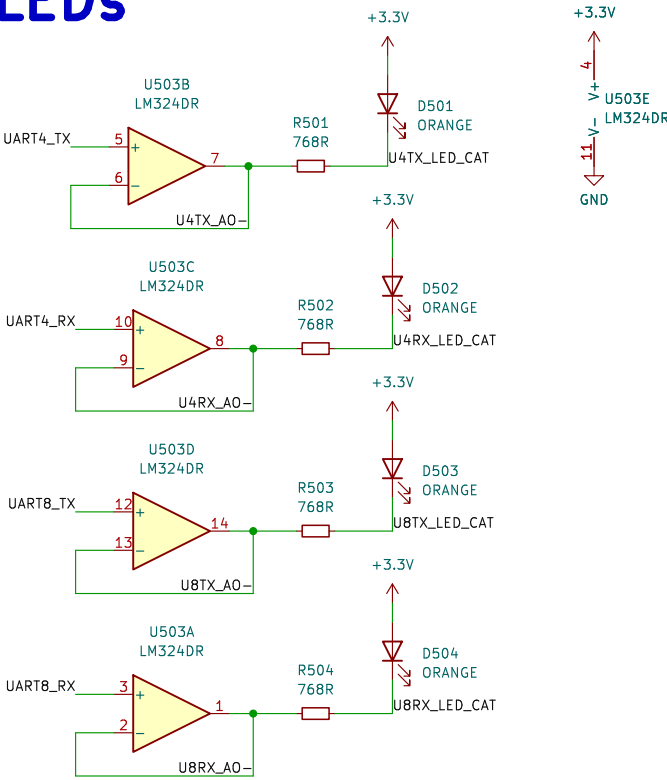 LEDs
+3.3V
U503B
LM324DR
UART4_TX
5
+
6
-
7
R501
768R
D501
ORANGE
U4TX_LED_CAT
U4TX_AO-
+3.3V
4
V+
U503E
LM324DR
V-
11
GND
+3.3V
U503C
LM324DR
UART4_RX
10
+
9
-
8
R502
768R
D502
ORANGE
U4RX_LED_CAT
U4RX_AO-
+3.3V
U503D
LM324DR
UART8_TX
12
+
13
-
14
R503
768R
D503
ORANGE
U8TX_LED_CAT
U8TX_AO-
+3.3V
U503A
LM324DR
UART8_RX
3
+
2
-
1
R504
768R
D504
ORANGE
U8RX_LED_CAT
U8RX_AO-